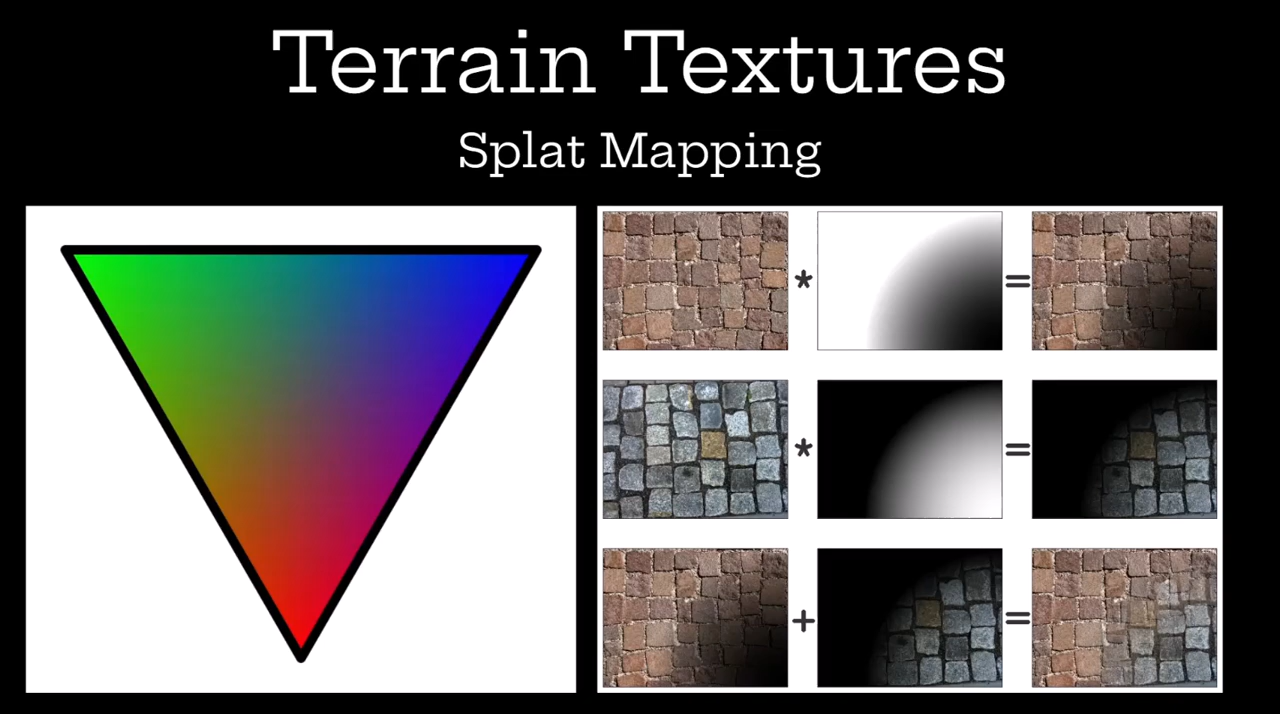 Terrain Textures
Splat Mapping
* =
* =
+ =